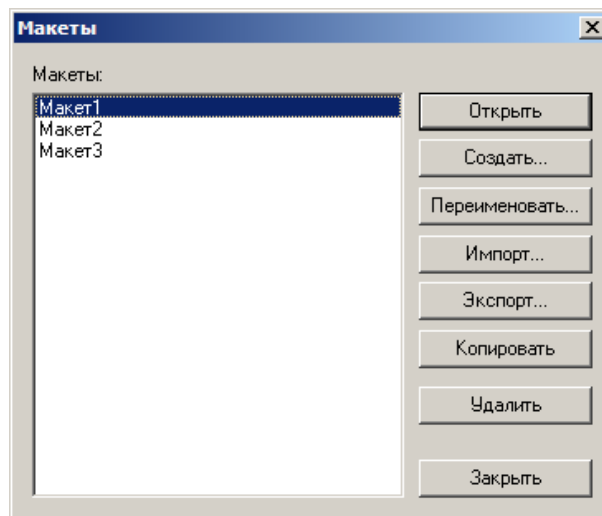 Макеты
Макеты:
Макет1
Макет2
Макет3
Открыть
Создать...
Переименовать...
Импорт...
Экспорт...
Копировать
Удалить
Закрыть